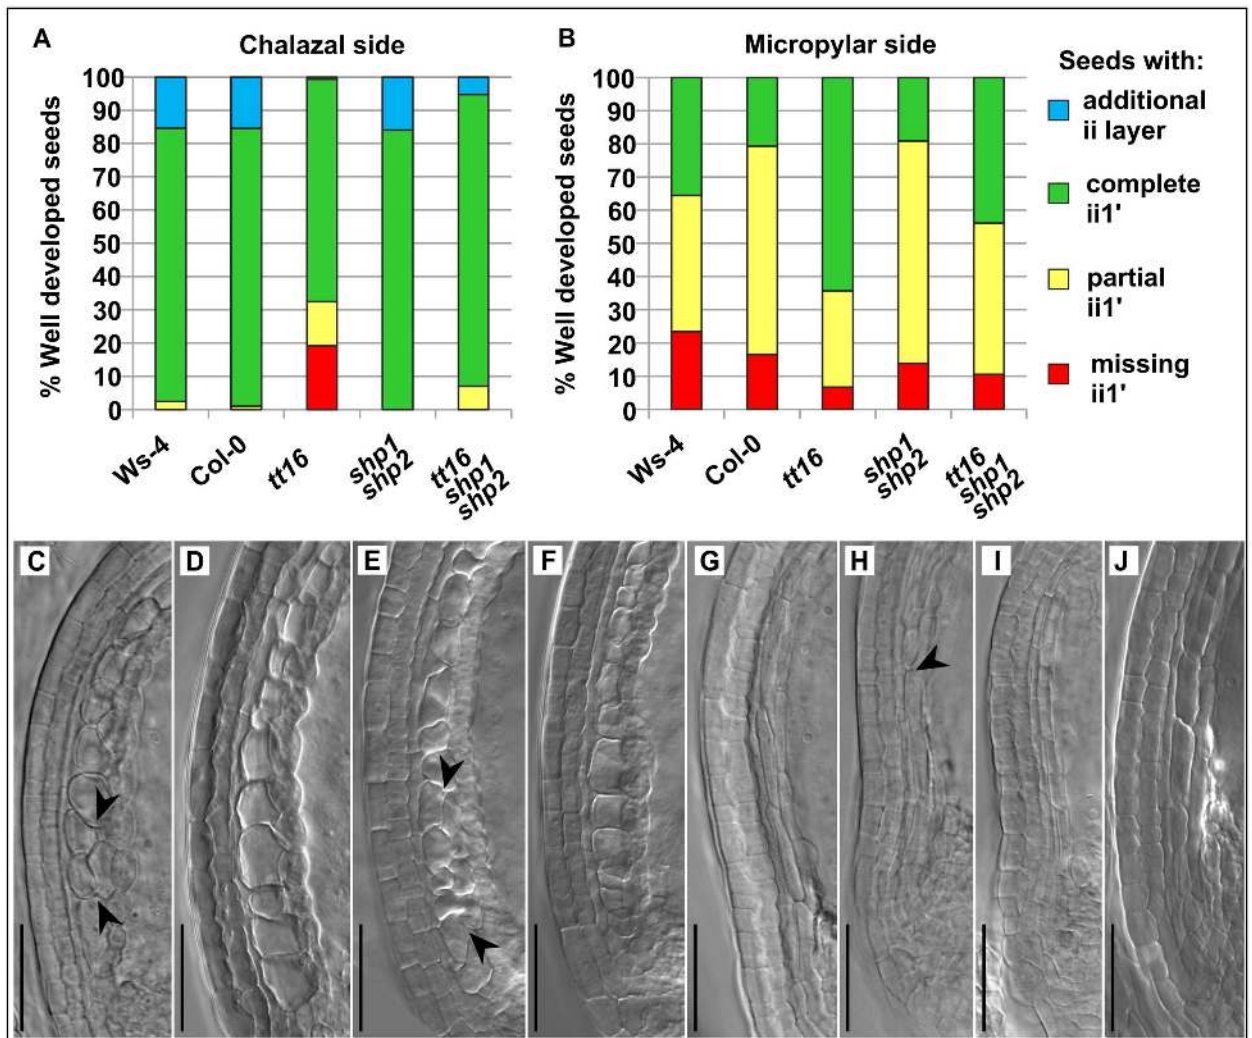 A
Chalazal side
% Well developed seeds
100
90
80
70
60
50
40
30
20
10
0
Ws-4
Col-0
tt16
shp1
shp2
tt16
shp1
shp2
B
Micropylar side
% Well developed seeds
100
90
80
70
60
50
40
30
20
10
0
Ws-4
Col-0
tt16
shp1
shp2
tt16
shp1
shp2
Seeds with:
additional
ii layer
complete
ii1'
partial
ii1'
missing
ii1'
C
D
E
F
G
H
I
J